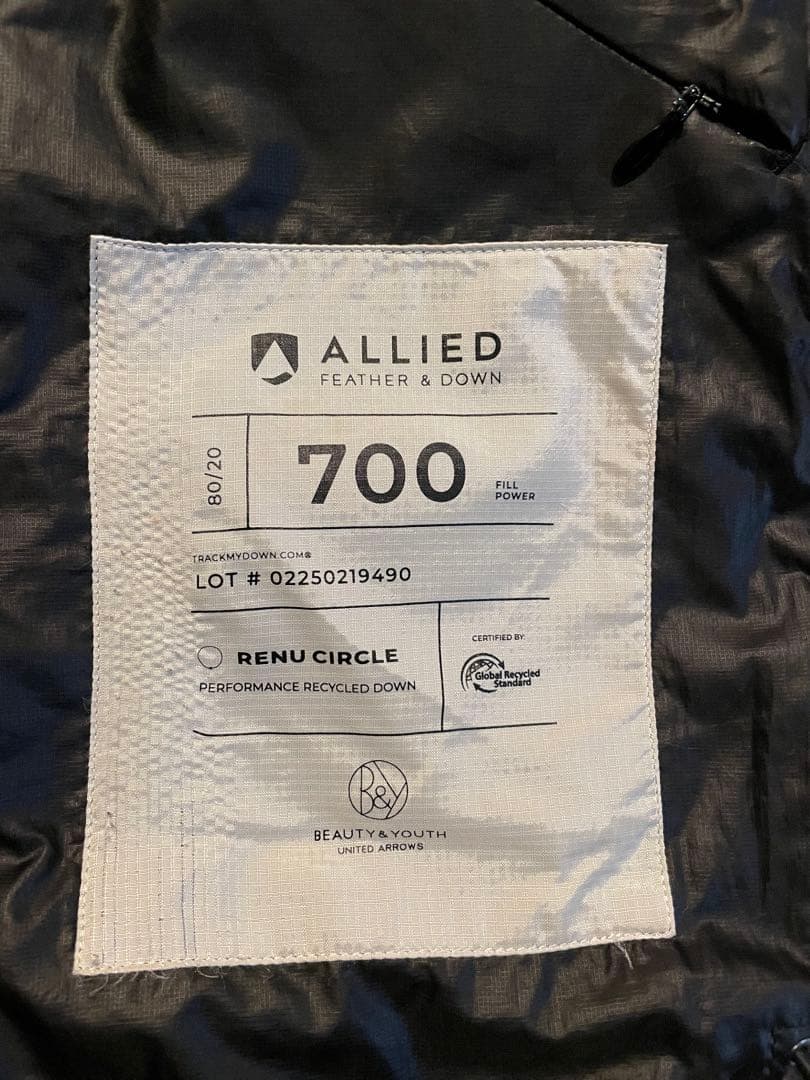 ALLIED
FEATHER & DOWN
80/20
700
FILL
POWER
TRACKMYDOWN.COM®
LOT # 02250219490
RENU CIRCLE
PERFORMANCE RECYCLED DOWN
CERTIFIED BY:
Global Recycled
Standard
B&Y
BEAUTY & YOUTH
UNITED ARROWS